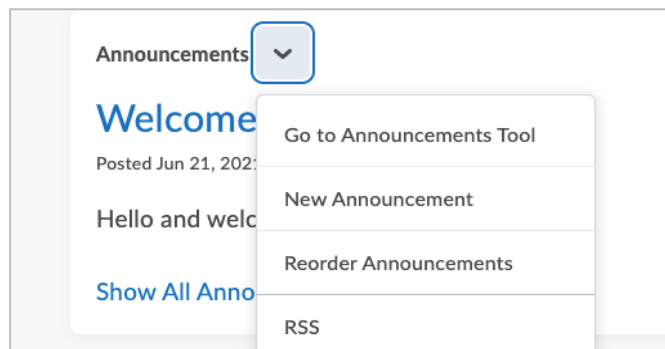 Announcements
Welcome
Go to Announcements Tool
Posted Jun 21, 2021
New Announcement
Hello and welc
Reorder Announcements
Show All Anno
RSS